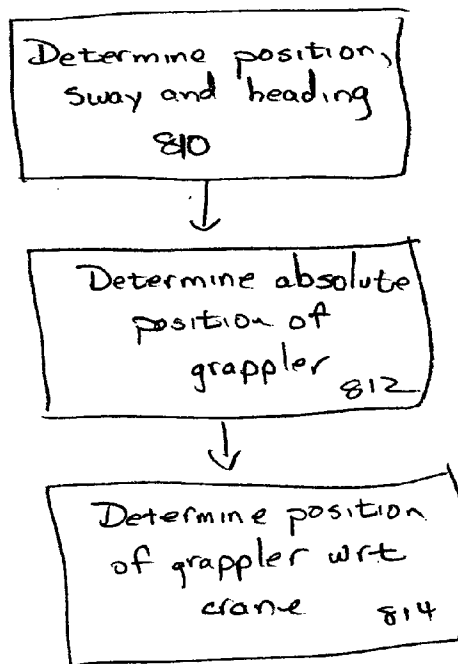 Determine position,
sway and heading
810
Determine absolute
position of
grappler
812
Determine position
of grappler wrt
crane
814